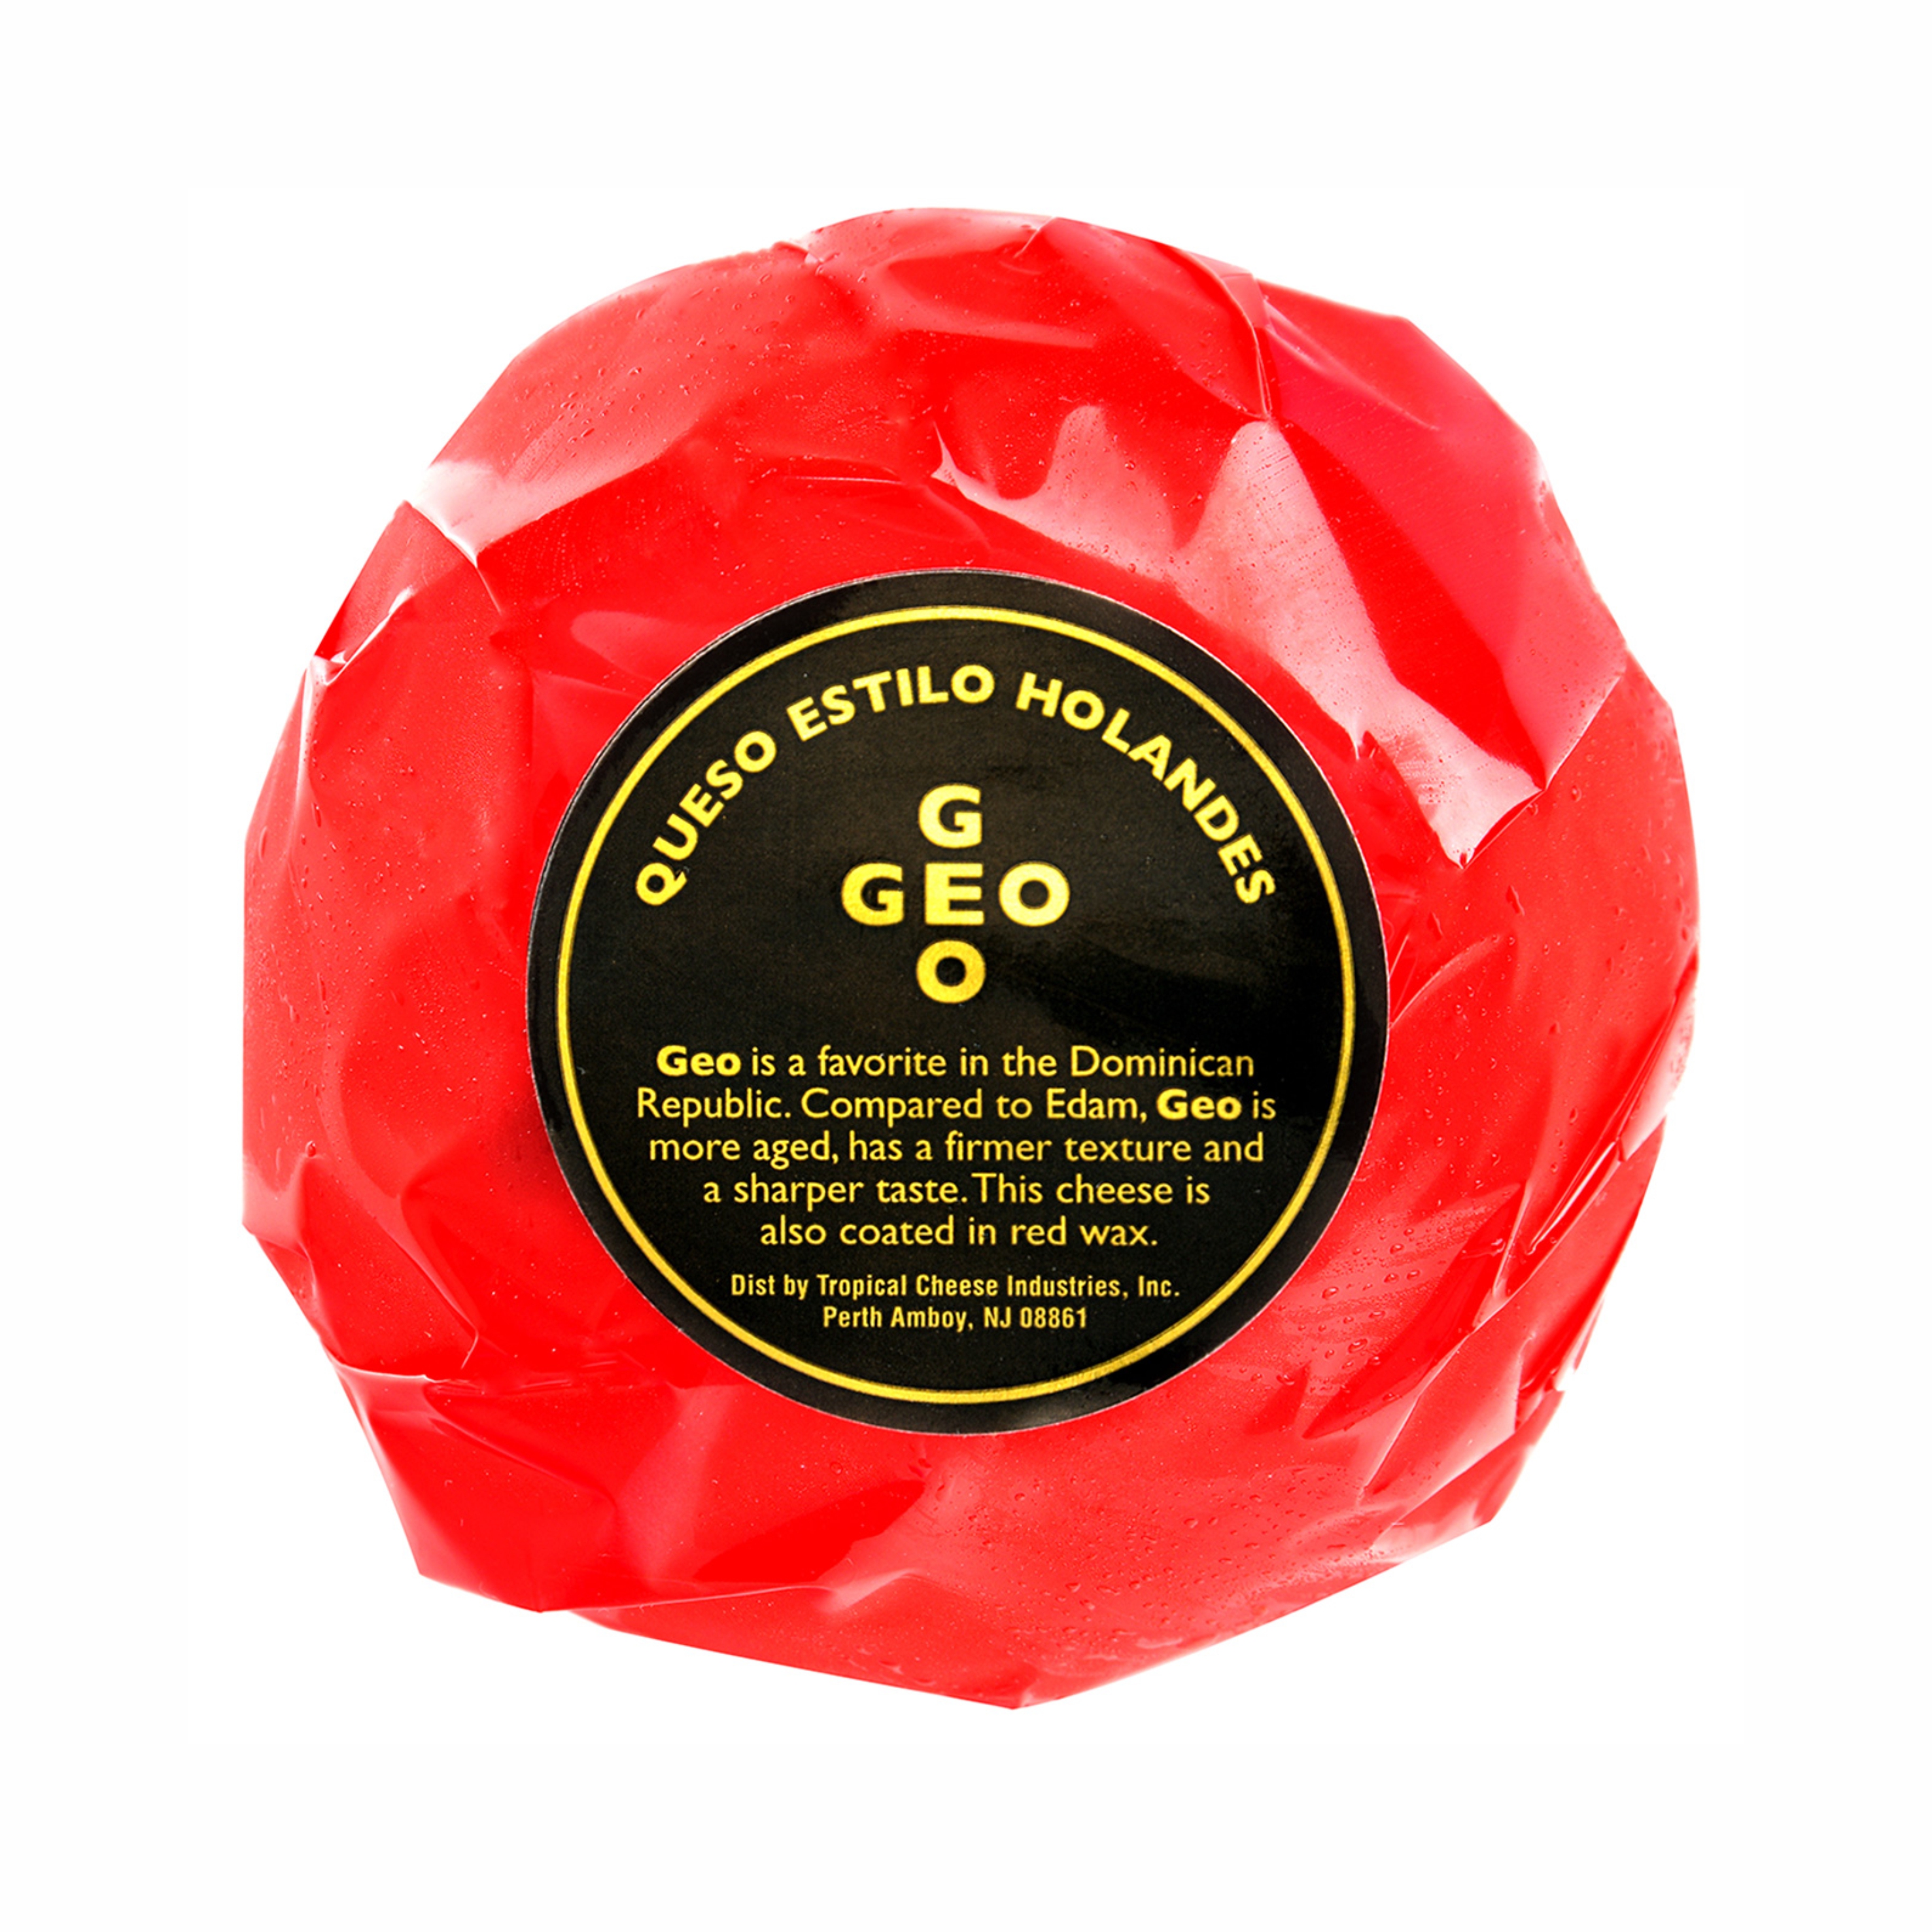 QUESO ESTILO HOLANDES
G
GEO
O
Geo is a favorite in the Dominican
Republic. Compared to Edam, Geo is
more aged, has a firmer texture and
a sharper taste. This cheese is
also coated in red wax.
Dist by Tropical Cheese Industries, Inc.
Perth Amboy, NJ 08861